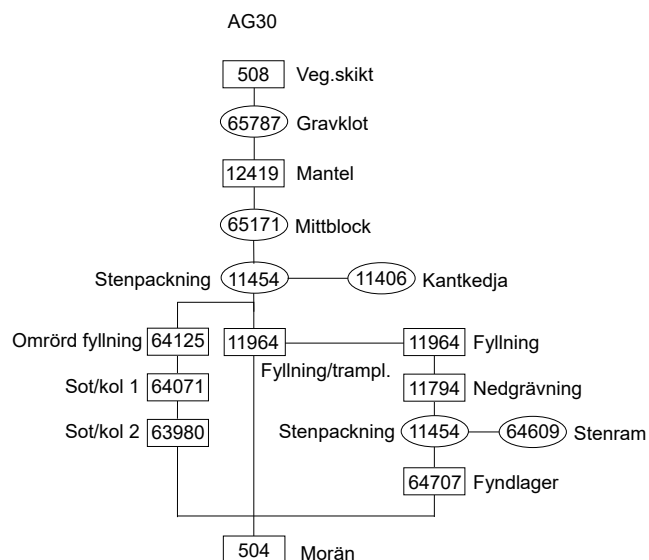 AG30
508 Veg.skikt
65787 Gravklot
12419 Mantel
65171 Mittblock
Stenpackning 11454 11406 Kantkedja
Omrörd fyllning 64125 11964 11964 Fyllning
Fyllning/trampl.
Sot/kol 1 64071 11794 Nedgrävning
Sot/kol 2 63980 Stenpackning 11454 64609 Stenram
64707 Fyndlager
504 Morän